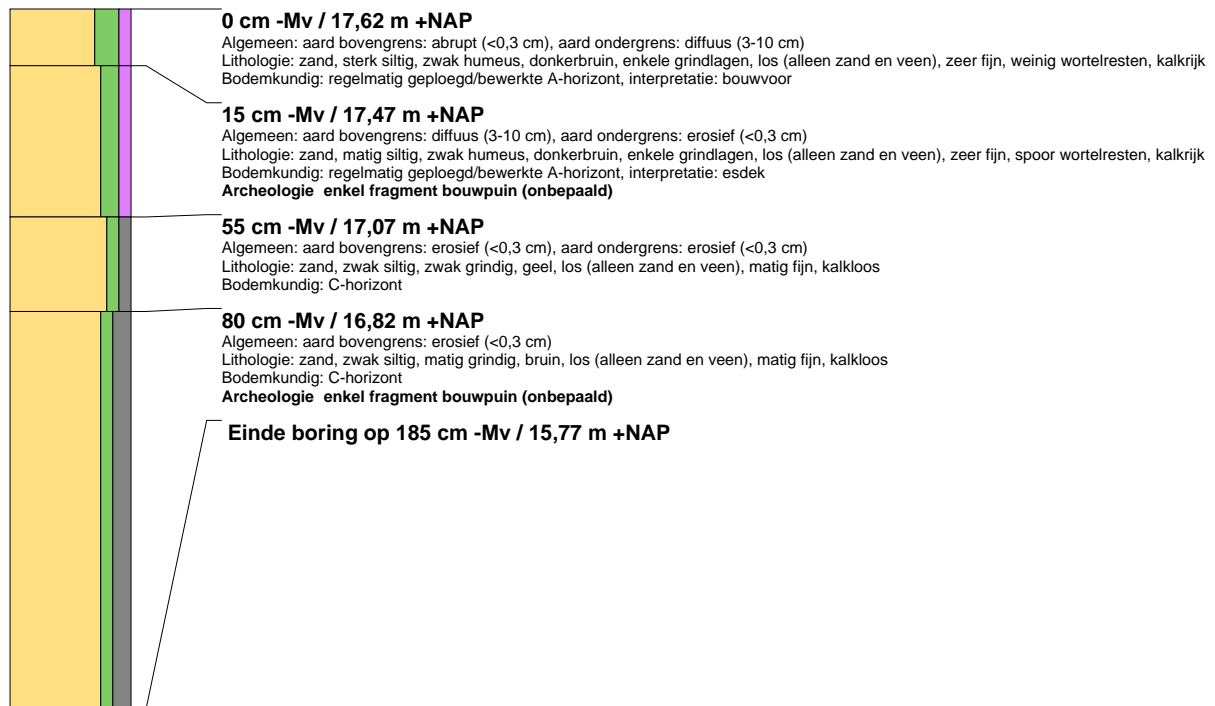 0 cm -Mv / 17,62 m +NAP
Algemeen: aard bovengrens: abrupt (<0,3 cm), aard ondergrens: diffuus (3-10 cm)
Lithologie: zand, sterk siltig, zwak humeus, donkerbruin, enkele grindlagen, los (alleen zand en veen), zeer fijn, weinig wortelresten, kalkrijk
Bodemkundig: regelmatig geploegd/bewerkte A-horizont, interpretatie: bouwvoor
15 cm -Mv / 17,47 m +NAP
Algemeen: aard bovengrens: diffuus (3-10 cm), aard ondergrens: erosief (<0,3 cm)
Lithologie: zand, matig siltig, zwak humeus, donkerbruin, enkele grindlagen, los (alleen zand en veen), zeer fijn, spoor wortelresten, kalkrijk
Bodemkundig: regelmatig geploegd/bewerkte A-horizont, interpretatie: esdek
Archeologie enkel fragment bouwpuin (onbepaald)
55 cm -Mv / 17,07 m +NAP
Algemeen: aard bovengrens: erosief (<0,3 cm), aard ondergrens: erosief (<0,3 cm)
Lithologie: zand, zwak siltig, zwak grindig, geel, los (alleen zand en veen), matig fijn, kalkloos
Bodemkundig: C-horizont
80 cm -Mv / 16,82 m +NAP
Algemeen: aard bovengrens: erosief (<0,3 cm)
Lithologie: zand, zwak siltig, matig grindig, bruin, los (alleen zand en veen), matig fijn, kalkloos
Bodemkundig: C-horizont
Archeologie enkel fragment bouwpuin (onbepaald)
Einde boring op 185 cm -Mv / 15,77 m +NAP